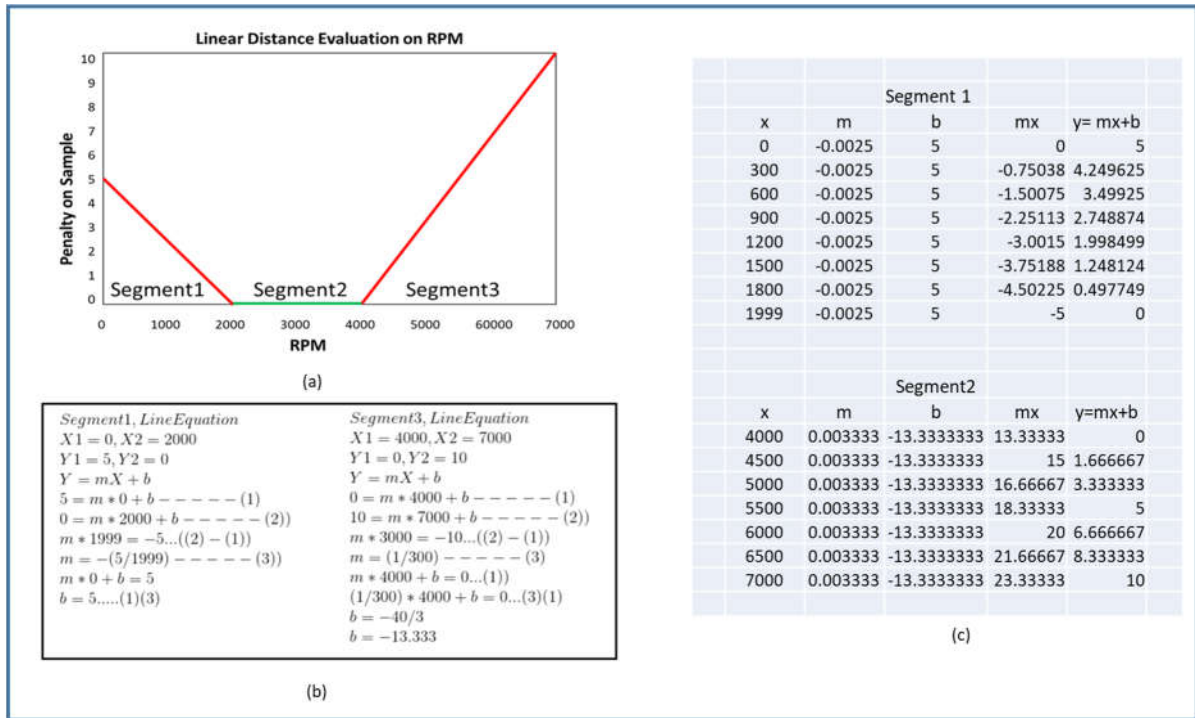 Linear Distance Evaluation on RPM
10
9
8
7
6
5
4
3
2
1
0
Penalty on Sample
Segment1 Segment2 Segment3
0 1000 2000 3000 4000 5000 60000 7000
RPM
(a)
Segment1, LineEquation
X1 = 0, X2 = 2000
Y1 = 5, Y2 = 0
Y = mX + b
5 = m * 0 + b − − − − − (1)
0 = m * 2000 + b − − − − − (2))
m * 1999 = −5...((2) − (1))
m = −(5/1999) − − − − − (3))
m * 0 + b = 5
b = 5.....(1)(3)
Segment3, LineEquation
X1 = 4000, X2 = 7000
Y1 = 0, Y2 = 10
Y = mX + b
0 = m * 4000 + b − − − − − (1)
10 = m * 7000 + b − − − − − (2))
m * 3000 = −10...((2) − (1))
m = (1/300) − − − − − (3)
m * 4000 + b = 0...(1))
(1/300) * 4000 + b = 0...(3)(1)
b = −40/3
b = −13.333
(b)
Segment 1
x m b mx y= mx+b
0 -0.0025 5 0 5
300 -0.0025 5 -0.75038 4.249625
600 -0.0025 5 -1.50075 3.49925
900 -0.0025 5 -2.25113 2.748874
1200 -0.0025 5 -3.0015 1.998499
1500 -0.0025 5 -3.75188 1.248124
1800 -0.0025 5 -4.50225 0.497749
1999 -0.0025 5 -5 0
Segment2
x m b mx y=mx+b
4000 0.003333 -13.3333333 13.33333 0
4500 0.003333 -13.3333333 15 1.666667
5000 0.003333 -13.3333333 16.66667 3.333333
5500 0.003333 -13.3333333 18.33333 5
6000 0.003333 -13.3333333 20 6.666667
6500 0.003333 -13.3333333 21.66667 8.333333
7000 0.003333 -13.3333333 23.33333 10
(c)